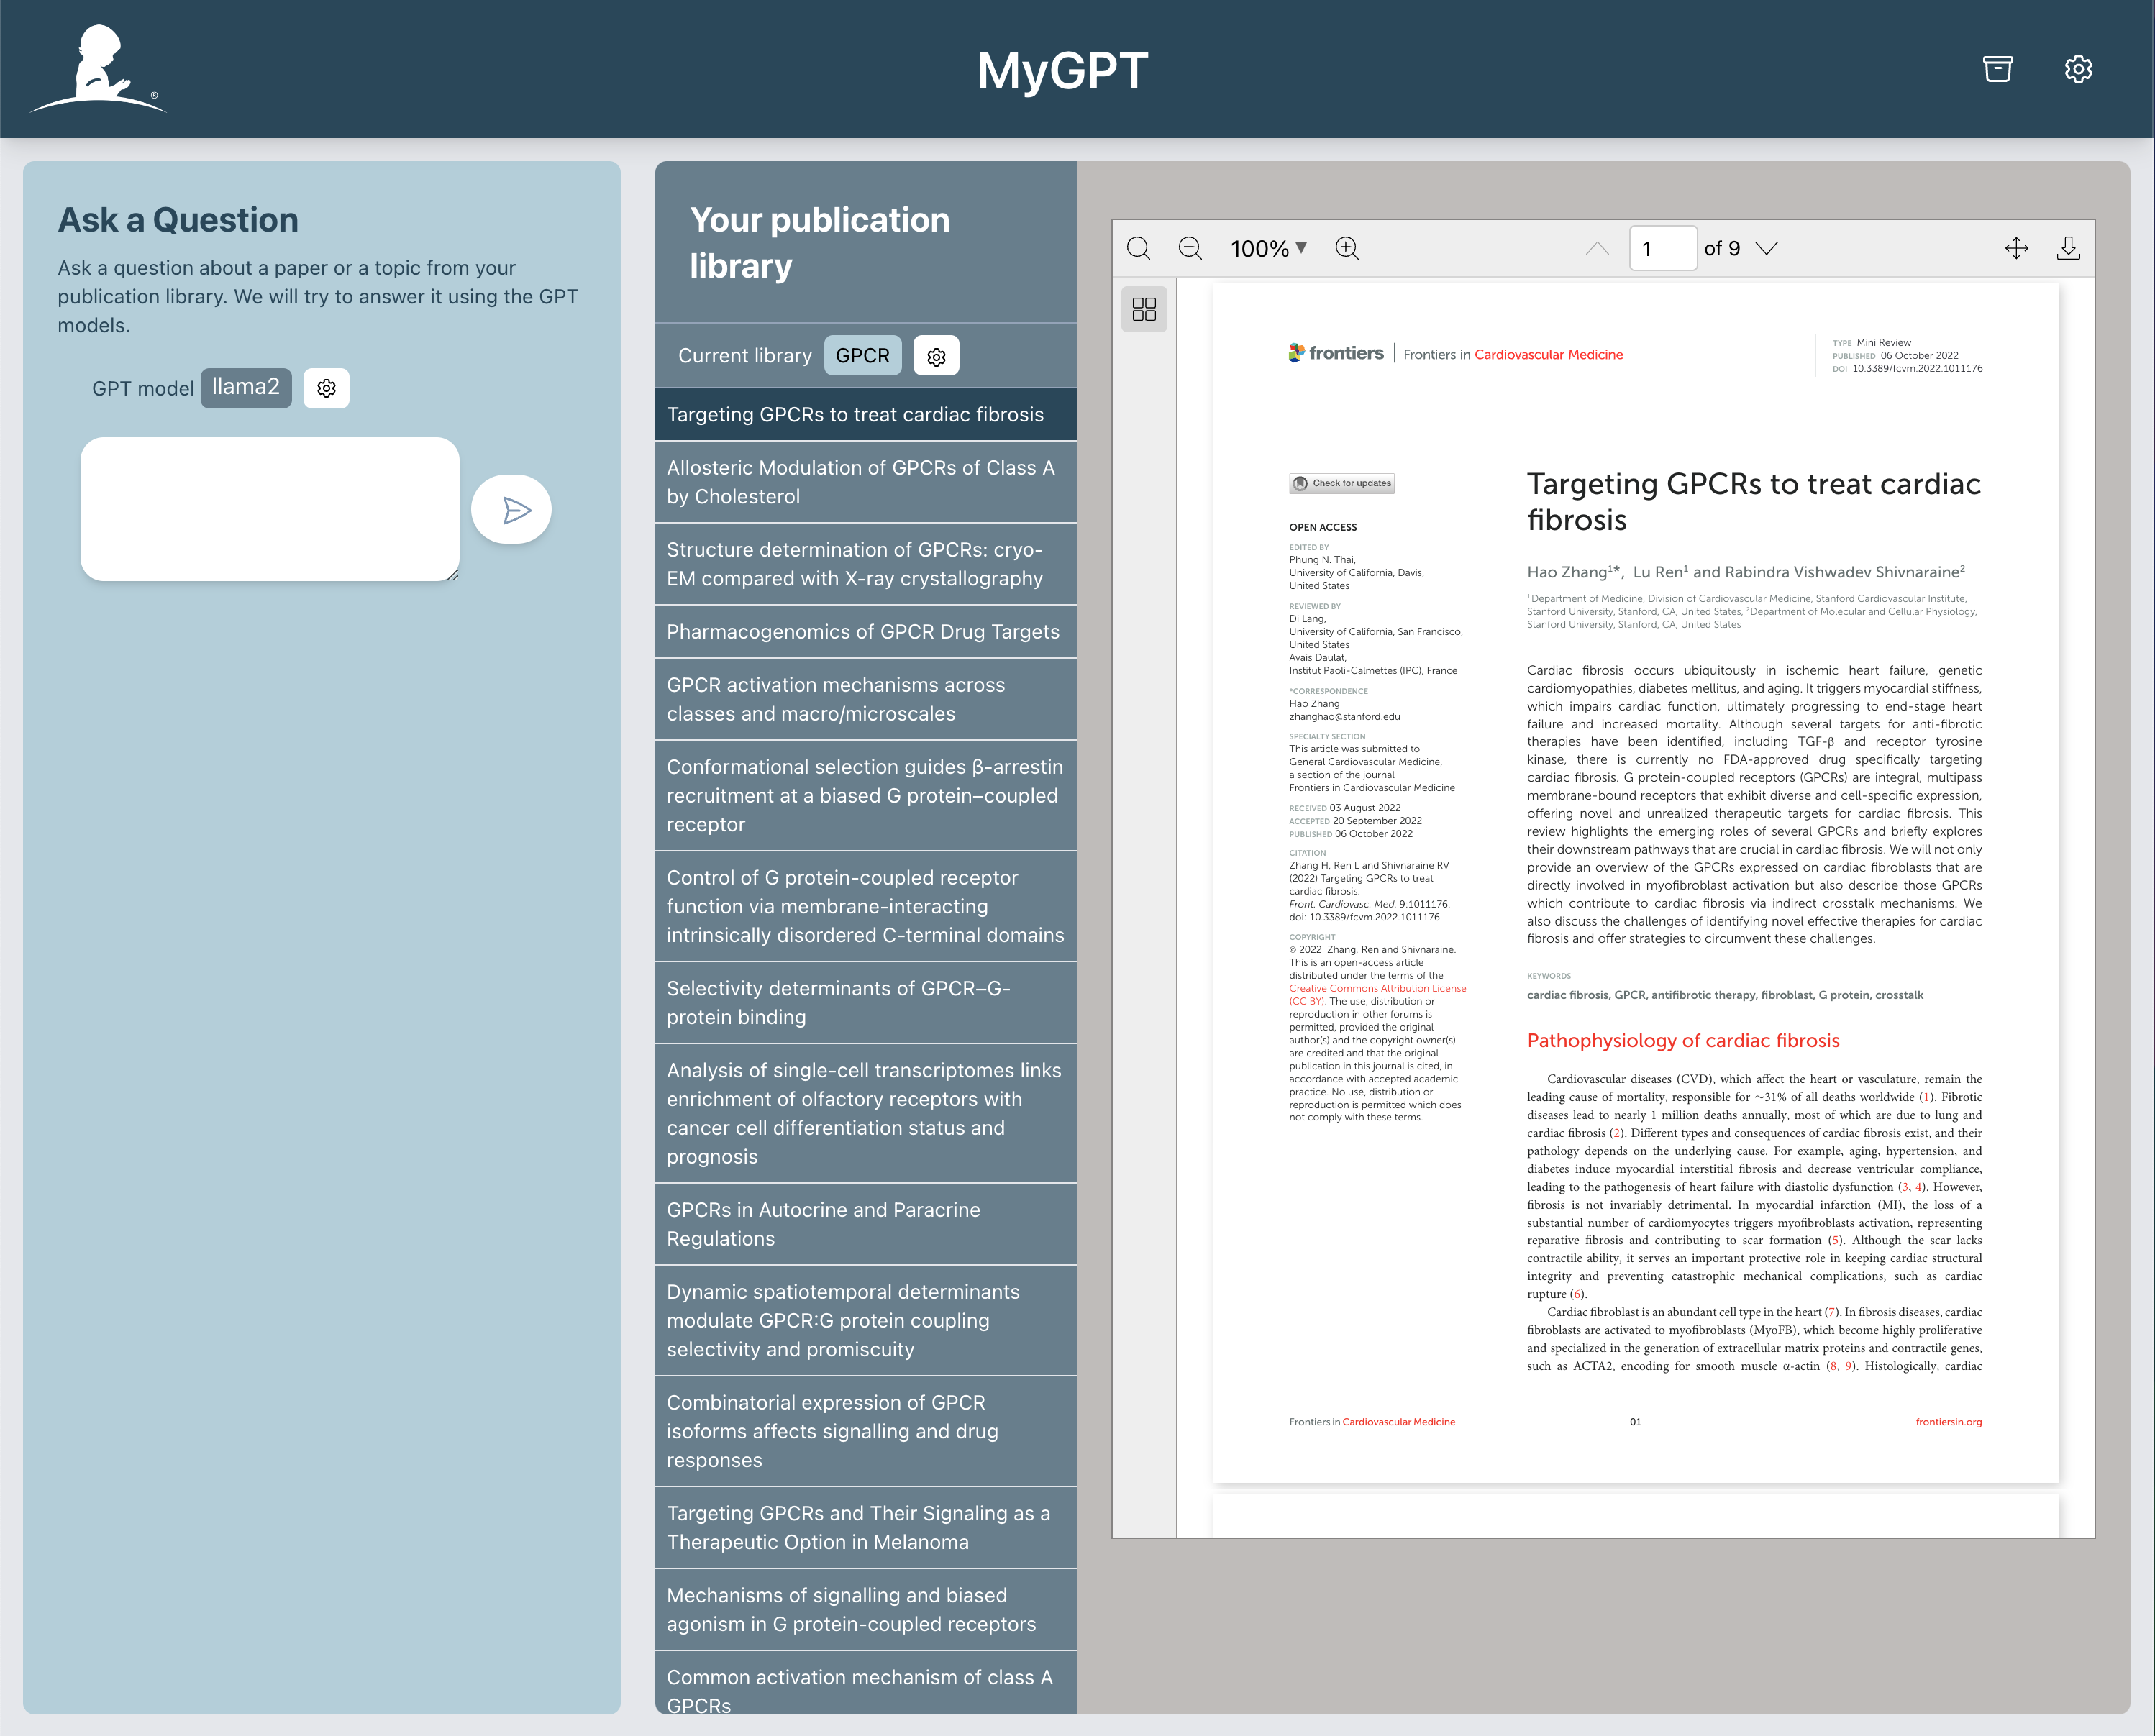 MyGPT
®
Ask a Question
Ask a question about a paper or a topic from your
publication library. We will try to answer it using the GPT
models.
GPT model llama2
Your publication
library
Current library GPCR
Targeting GPCRs to treat cardiac fibrosis
Allosteric Modulation of GPCRs of Class A
by Cholesterol
Structure determination of GPCRs: cryo-
EM compared with X-ray crystallography
Pharmacogenomics of GPCR Drug Targets
GPCR activation mechanisms across
classes and macro/microscales
Conformational selection guides β-arrestin
recruitment at a biased G protein–coupled
receptor
Control of G protein-coupled receptor
function via membrane-interacting
intrinsically disordered C-terminal domains
Selectivity determinants of GPCR–G-
protein binding
Analysis of single-cell transcriptomes links
enrichment of olfactory receptors with
cancer cell differentiation status and
prognosis
GPCRs in Autocrine and Paracrine
Regulations
Dynamic spatiotemporal determinants
modulate GPCR:G protein coupling
selectivity and promiscuity
Combinatorial expression of GPCR
isoforms affects signalling and drug
responses
Targeting GPCRs and Their Signaling as a
Therapeutic Option in Melanoma
Mechanisms of signalling and biased
agonism in G protein-coupled receptors
Common activation mechanism of class A
GPCRs
100% 1 of 9
frontiers Frontiers in Cardiovascular Medicine
TYPE Mini Review
PUBLISHED 06 October 2022
DOI 10.3389/fcvm.2022.1011176
Check for updates
OPEN ACCESS
EDITED BY
Phung N. Thai,
University of California, Davis,
United States
REVIEWED BY
Di Lang,
University of California, San Francisco,
United States
Avais Daulat,
Institut Paoli-Calmettes (IPC), France
*CORRESPONDENCE
Hao Zhang
zhanghao@stanford.edu
SPECIALTY SECTION
This article was submitted to
General Cardiovascular Medicine,
a section of the journal
Frontiers in Cardiovascular Medicine
RECEIVED 03 August 2022
ACCEPTED 20 September 2022
PUBLISHED 06 October 2022
CITATION
Zhang H, Ren L and Shivnaraine RV
(2022) Targeting GPCRs to treat
cardiac fibrosis.
Front. Cardiovasc. Med. 9:1011176.
doi: 10.3389/fcvm.2022.1011176
COPYRIGHT
© 2022 Zhang, Ren and Shivnaraine.
This is an open-access article
distributed under the terms of the
Creative Commons Attribution License
(CC BY). The use, distribution or
reproduction in other forums is
permitted, provided the original
author(s) and the copyright owner(s)
are credited and that the original
publication in this journal is cited, in
accordance with accepted academic
practice. No use, distribution or
reproduction is permitted which does
not comply with these terms.
Targeting GPCRs to treat cardiac
fibrosis
Hao Zhang¹*, Lu Ren¹ and Rabindra Vishwadev Shivnaraine²
¹Department of Medicine, Division of Cardiovascular Medicine, Stanford Cardiovascular Institute,
Stanford University, Stanford, CA, United States, ²Department of Molecular and Cellular Physiology,
Stanford University, Stanford, CA, United States
Cardiac fibrosis occurs ubiquitously in ischemic heart failure, genetic
cardiomyopathies, diabetes mellitus, and aging. It triggers myocardial stiffness,
which impairs cardiac function, ultimately progressing to end-stage heart
failure and increased mortality. Although several targets for anti-fibrotic
therapies have been identified, including TGF-β and receptor tyrosine
kinase, there is currently no FDA-approved drug specifically targeting
cardiac fibrosis. G protein-coupled receptors (GPCRs) are integral, multipass
membrane-bound receptors that exhibit diverse and cell-specific expression,
offering novel and unrealized therapeutic targets for cardiac fibrosis. This
review highlights the emerging roles of several GPCRs and briefly explores
their downstream pathways that are crucial in cardiac fibrosis. We will not only
provide an overview of the GPCRs expressed on cardiac fibroblasts that are
directly involved in myofibroblast activation but also describe those GPCRs
which contribute to cardiac fibrosis via indirect crosstalk mechanisms. We
also discuss the challenges of identifying novel effective therapies for cardiac
fibrosis and offer strategies to circumvent these challenges.
KEYWORDS
cardiac fibrosis, GPCR, antifibrotic therapy, fibroblast, G protein, crosstalk
Pathophysiology of cardiac fibrosis
Cardiovascular diseases (CVD), which affect the heart or vasculature, remain the
leading cause of mortality, responsible for ~31% of all deaths worldwide (1). Fibrotic
diseases lead to nearly 1 million deaths annually, most of which are due to lung and
cardiac fibrosis (2). Different types and consequences of cardiac fibrosis exist, and their
pathology depends on the underlying cause. For example, aging, hypertension, and
diabetes induce myocardial interstitial fibrosis and decrease ventricular compliance,
leading to the pathogenesis of heart failure with diastolic dysfunction (3, 4). However,
fibrosis is not invariably detrimental. In myocardial infarction (MI), the loss of a
substantial number of cardiomyocytes triggers myofibroblasts activation, representing
reparative fibrosis and contributing to scar formation (5). Although the scar lacks
contractile ability, it serves an important protective role in keeping cardiac structural
integrity and preventing catastrophic mechanical complications, such as cardiac
rupture (6).
Cardiac fibroblast is an abundant cell type in the heart (7). In fibrosis diseases, cardiac
fibroblasts are activated to myofibroblasts (MyoFB), which become highly proliferative
and specialized in the generation of extracellular matrix proteins and contractile genes,
such as ACTA2, encoding for smooth muscle α-actin (8, 9). Histologically, cardiac
Frontiers in Cardiovascular Medicine 01 frontiersin.org